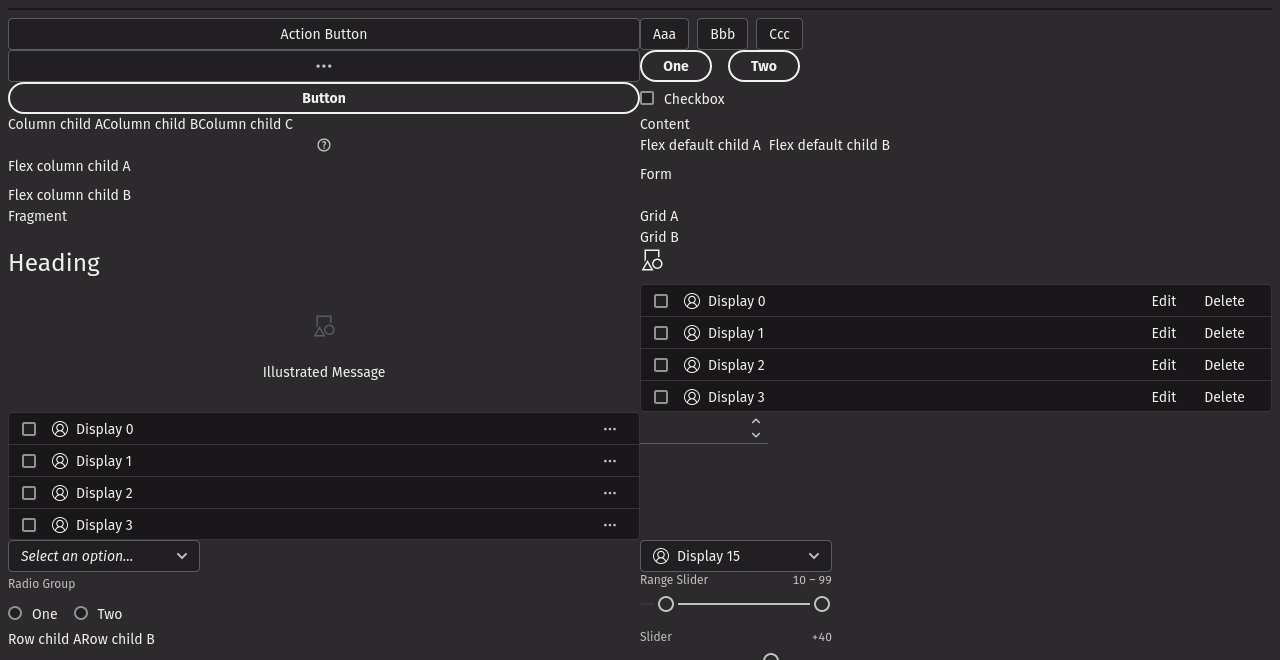 Action Button
Aaa Bbb Ccc
One Two
Button
Checkbox
Column child AColumn child BColumn child C
Content
Flex default child A Flex default child B
Flex column child A
Form
Flex column child B
Fragment
Grid A
Grid B
Heading
Illustrated Message
Display 0 Edit Delete
Display 1 Edit Delete
Display 2 Edit Delete
Display 3 Edit Delete
Display 0
Display 1
Display 2
Display 3
Select an option...
Display 15
Radio Group
Range Slider 10 – 99
One Two
Row child ARow child B
Slider +40